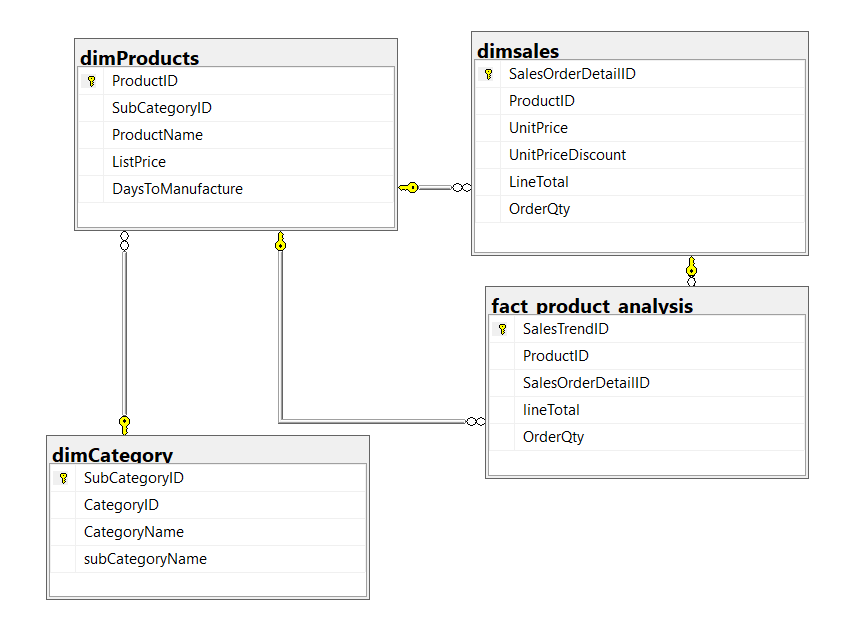 dimProducts
ProductID
SubCategoryID
ProductName
ListPrice
DaysToManufacture
dimsales
SalesOrderDetailID
ProductID
UnitPrice
UnitPriceDiscount
LineTotal
OrderQty
fact_product_analysis
SalesTrendID
ProductID
SalesOrderDetailID
lineTotal
OrderQty
dimCategory
SubCategoryID
CategoryID
CategoryName
subCategoryName